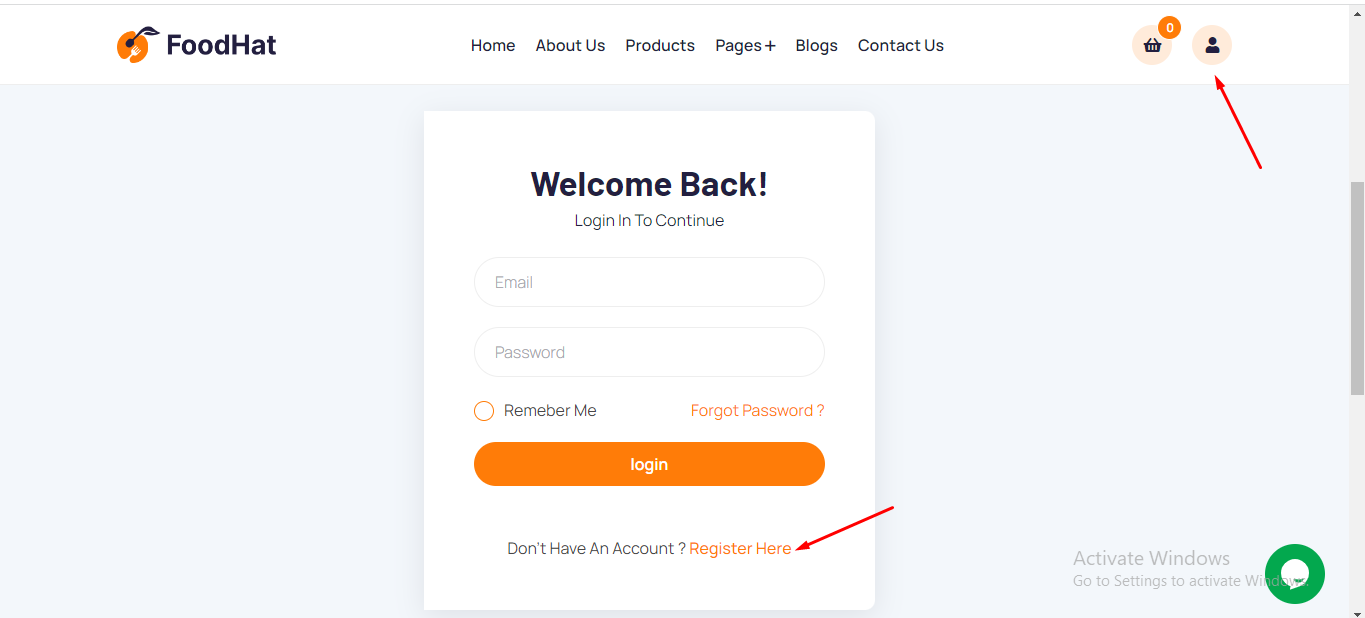 FoodHat
Home About Us Products Pages+ Blogs Contact Us
0
Welcome Back!
Login In To Continue
Email
Password
Remeber Me Forgot Password ?
login
Don't Have An Account ? Register Here
Activate Windows
Go to Settings to activate Windows.